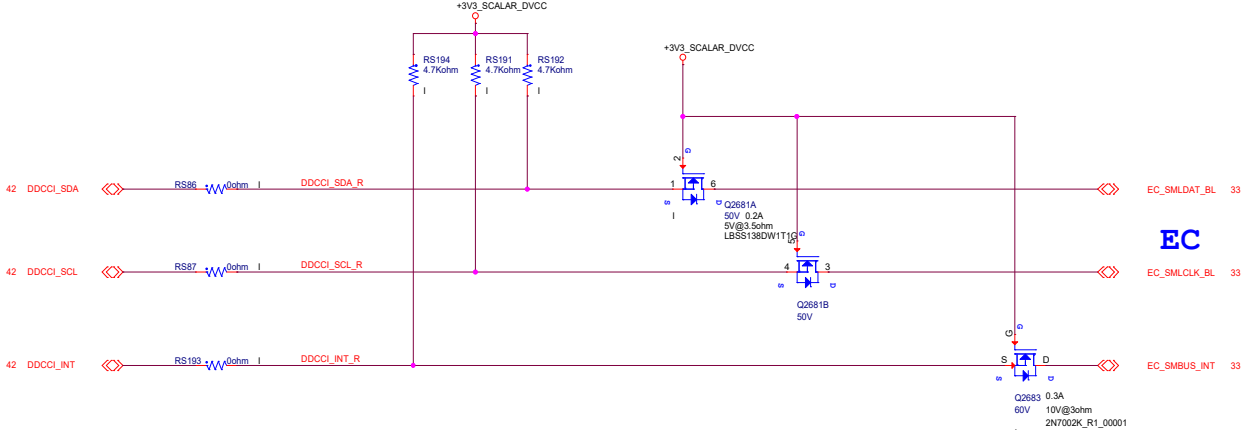 +3V3_SCALAR_DVCC
RS194
4.7Kohm
I
RS191
4.7Kohm
I
RS192
4.7Kohm
I
+3V3_SCALAR_DVCC
42 DDCCI_SDA
RS86 0ohm I
DDCCI_SDA_R
2
G
1
6
S
D
I
Q2681A
50V 0.2A
5V@3.5ohm
LBSS138DW1T1G
EC_SMLDAT_BL 33
EC
42 DDCCI_SCL
RS87 0ohm I
DDCCI_SCL_R
5
G
4
3
S
D
Q2681B
50V
EC_SMLCLK_BL 33
42 DDCCI_INT
RS193 0ohm I
DDCCI_INT_R
G
G
S
D
S
D
Q2683 0.3A
60V 10V@3ohm
2N7002K_R1_00001
EC_SMBUS_INT 33